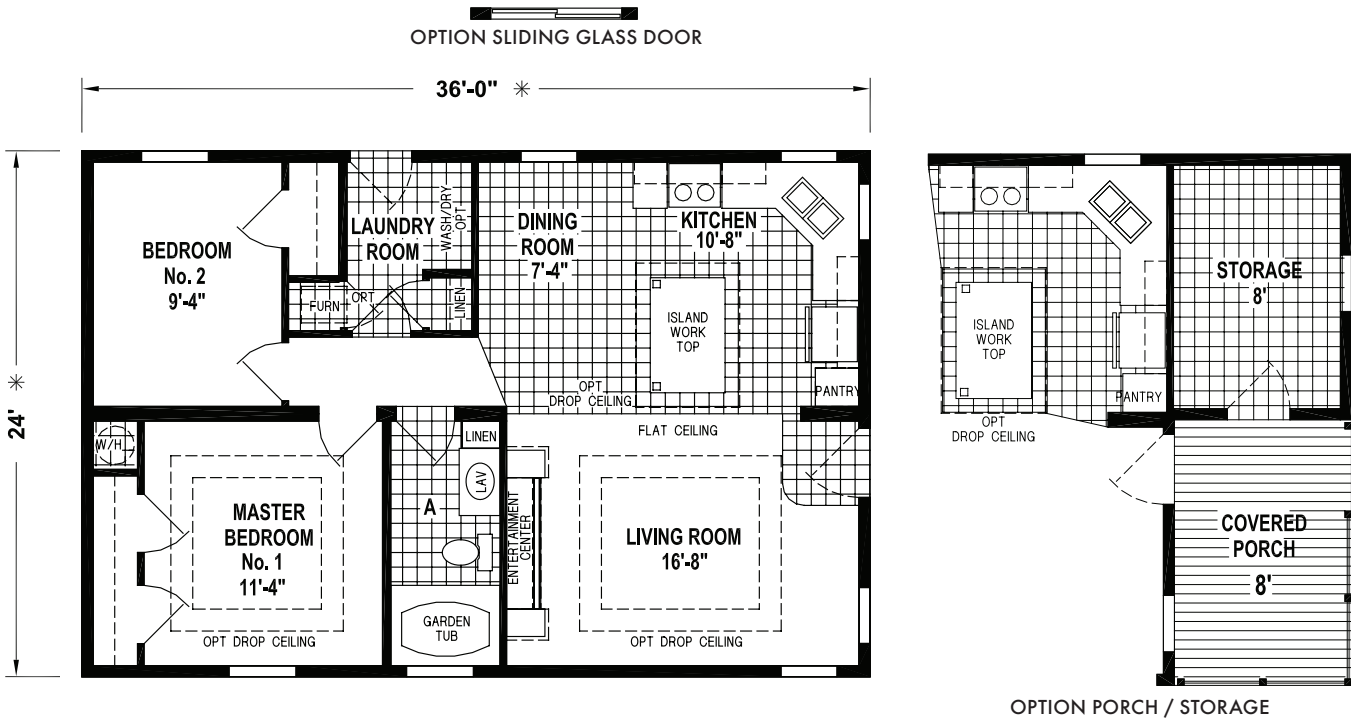 OPTION SLIDING GLASS DOOR
36'-0" ✳
24' ✳
BEDROOM
No. 2
9'-4"
LAUNDRY
ROOM
WASH/DRY
OPT
FURN
OPT
LINEN
DINING
ROOM
7'-4"
KITCHEN
10'-8"
ISLAND
WORK
TOP
PANTRY
OPT
DROP CEILING
FLAT CEILING
W/H
MASTER
BEDROOM
No. 1
11'-4"
OPT DROP CEILING
LINEN
LAV
A
GARDEN
TUB
ENTERTAINMENT
CENTER
LIVING ROOM
16'-8"
OPT DROP CEILING
ISLAND
WORK
TOP
PANTRY
OPT
DROP CEILING
STORAGE
8'
COVERED
PORCH
8'
OPTION PORCH / STORAGE